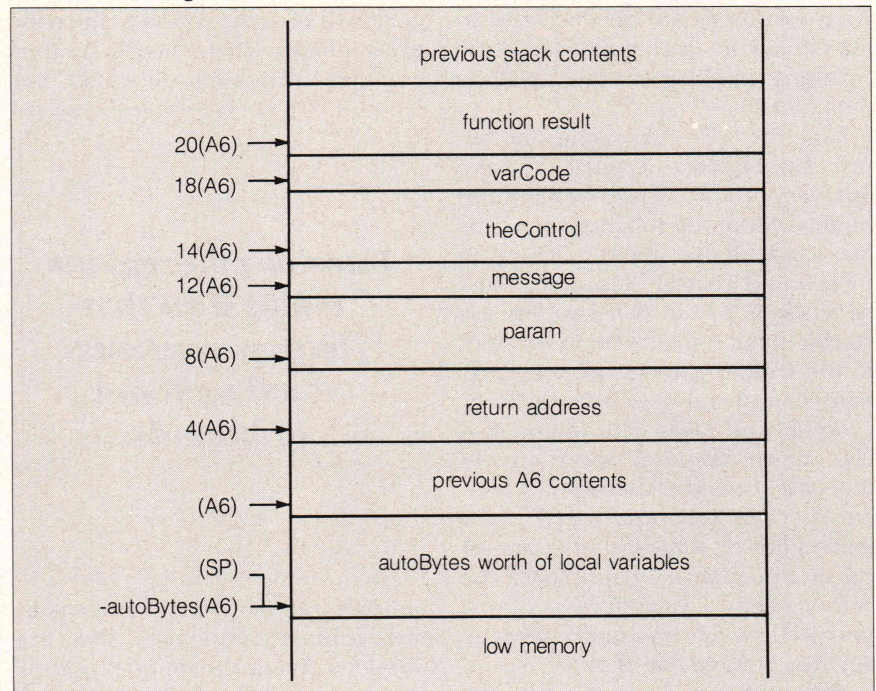 previous stack contents
function result
20(A6)
varCode
18(A6)
theControl
14(A6)
message
12(A6)
param
8(A6)
return address
4(A6)
previous A6 contents
(A6)
(SP)
autoBytes worth of local variables
-autoBytes(A6)
low memory